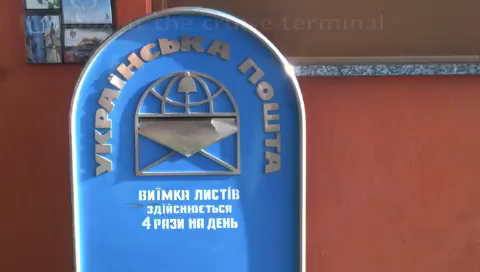 the cruise terminal
УКРАЇНСЬКА ПОШТА
ВИЇМКА ЛИСТІВ
ЗДІЙСНЮЄТЬСЯ
4 РАЗИ НА ДЕНЬ